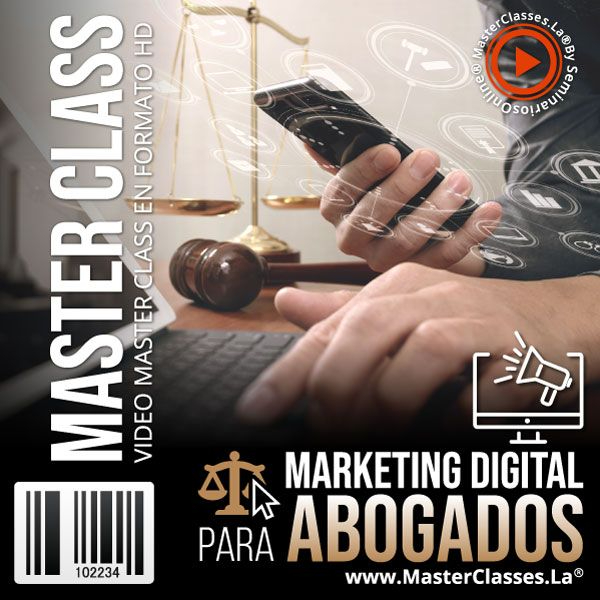 MASTER CLASS
VIDEO MASTER CLASS EN FORMATO HD
MasterClasses.La® By SeminariosOnline®
MARKETING DIGITAL
PARA ABOGADOS
102234
www.MasterClasses.La®